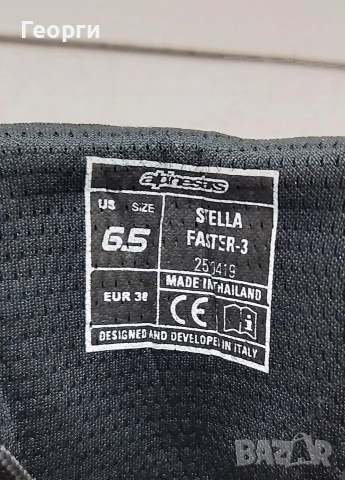 Георги
alpinestars
US SIZE
6.5
EUR 38
STELLA
FASTER-3
250419
MADE IN THAILAND
CE
DESIGNED AND DEVELOPED IN ITALY
BAZAR